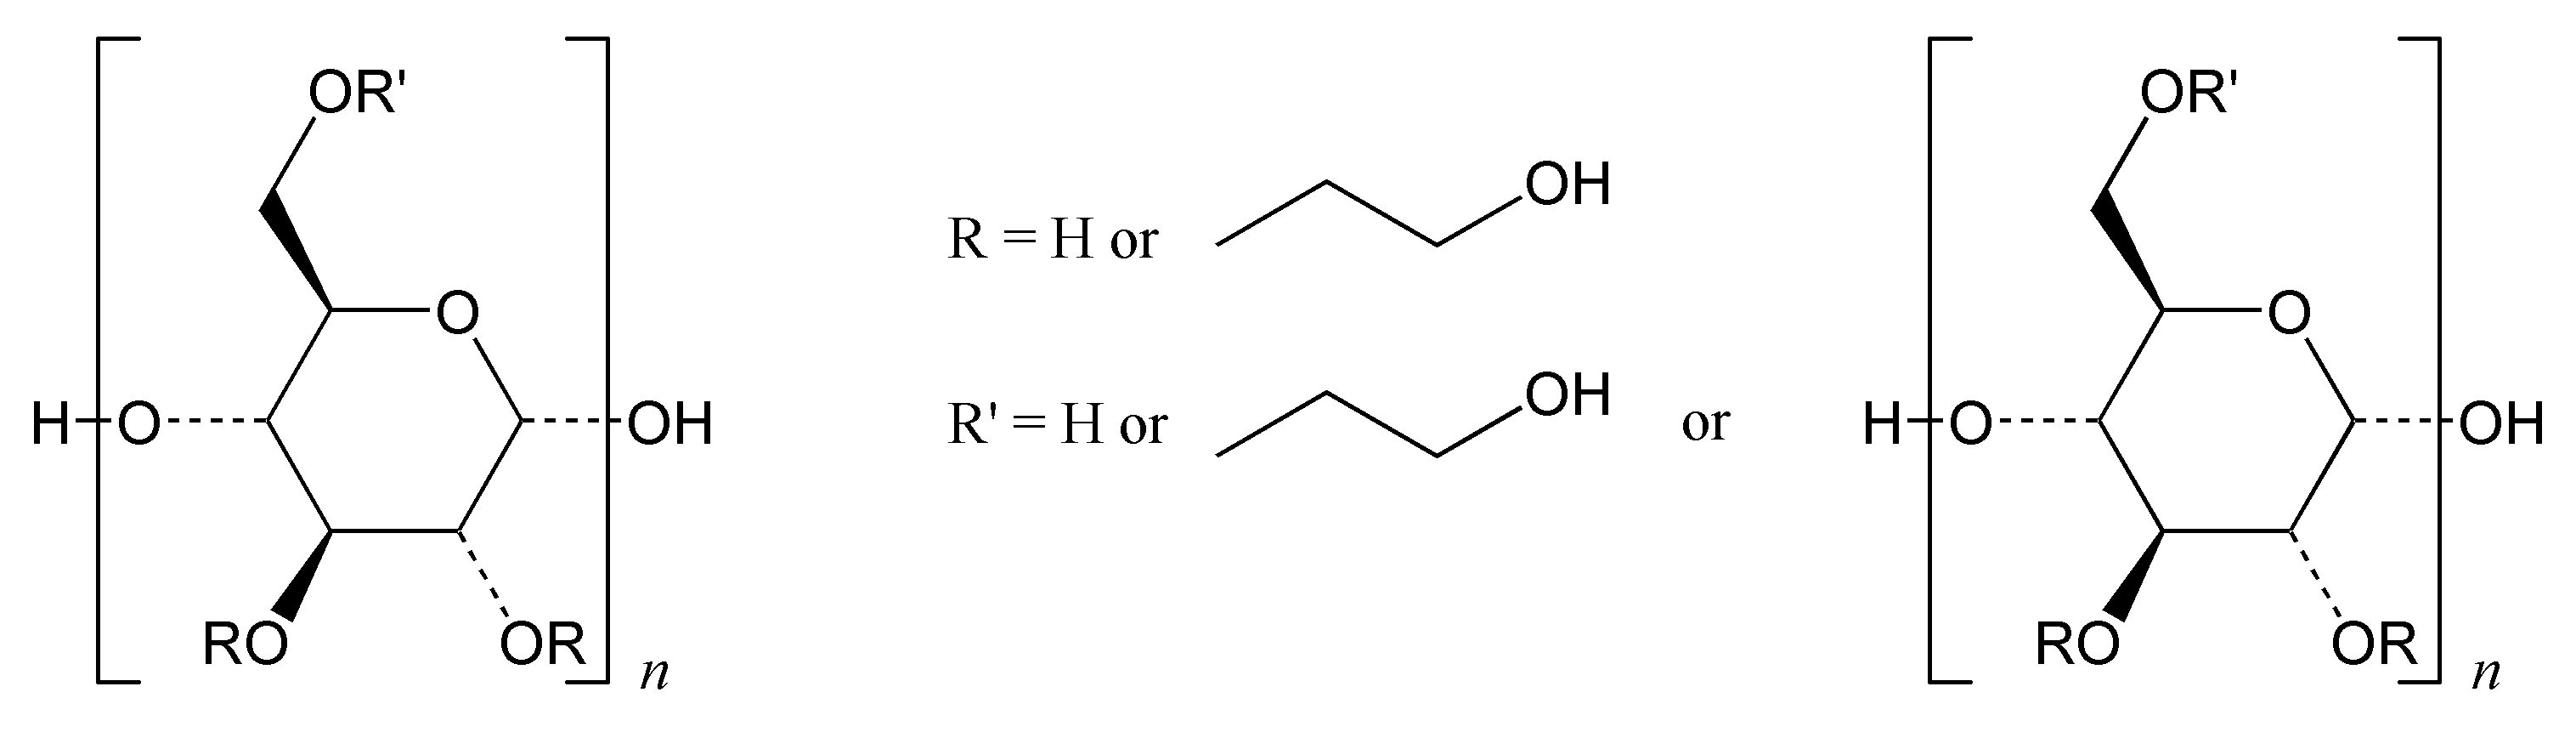 OR'
O
H O OH
RO OR
n
R = H or OH
R' = H or OH or
OR'
O
H O OH
RO OR
n